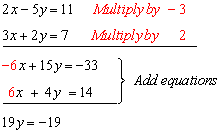 2x − 5y = 11 Multiply by − 3
3x + 2y = 7 Multiply by 2
−6x + 15y = −33
6x + 4y = 14
Add equations
19y = −19